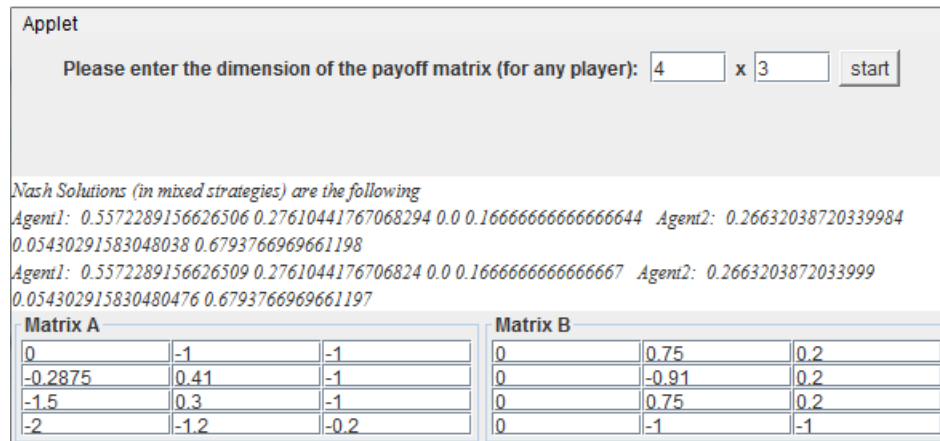 Applet
Please enter the dimension of the payoff matrix (for any player): 4 x 3 start
Nash Solutions (in mixed strategies) are the following
Agent1: 0.5572289156626506 0.27610441767068294 0.0 0.16666666666666644 Agent2: 0.26632038720339984
0.05430291583048038 0.6793766969661198
Agent1: 0.5572289156626509 0.2761044176706824 0.0 0.1666666666666667 Agent2: 0.2663203872033999
0.054302915830480476 0.6793766969661197
Matrix A Matrix B
0 -1 -1 0 0.75 0.2
-0.2875 0.41 -1 0 -0.91 0.2
-1.5 0.3 -1 0 0.75 0.2
-2 -1.2 -0.2 0 -1 -1